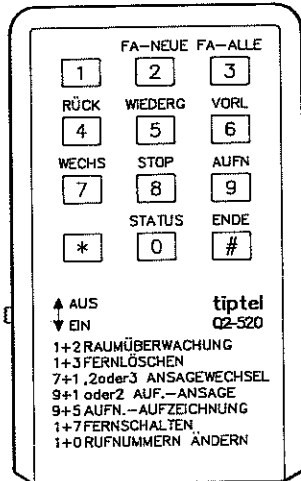 FA-NEUE FA-ALLE
1 2 3
RÜCK WIEDERG VORL
4 5 6
WECHS STOP AUFN
7 8 9
STATUS ENDE
* 0 #
AUS tiptel
EIN Q2-520
1+2 RAUMÜBERWACHUNG
1+3 FERNLÖSCHEN
7+1,2oder3 ANSAGEWECHSEL
9+1 oder2 AUF.-ANSAGE
9+5 AUFN.-AUFZEICHNUNG
1+7 FERNSCHALTEN
1+0 RUFNUMMERN ÄNDERN